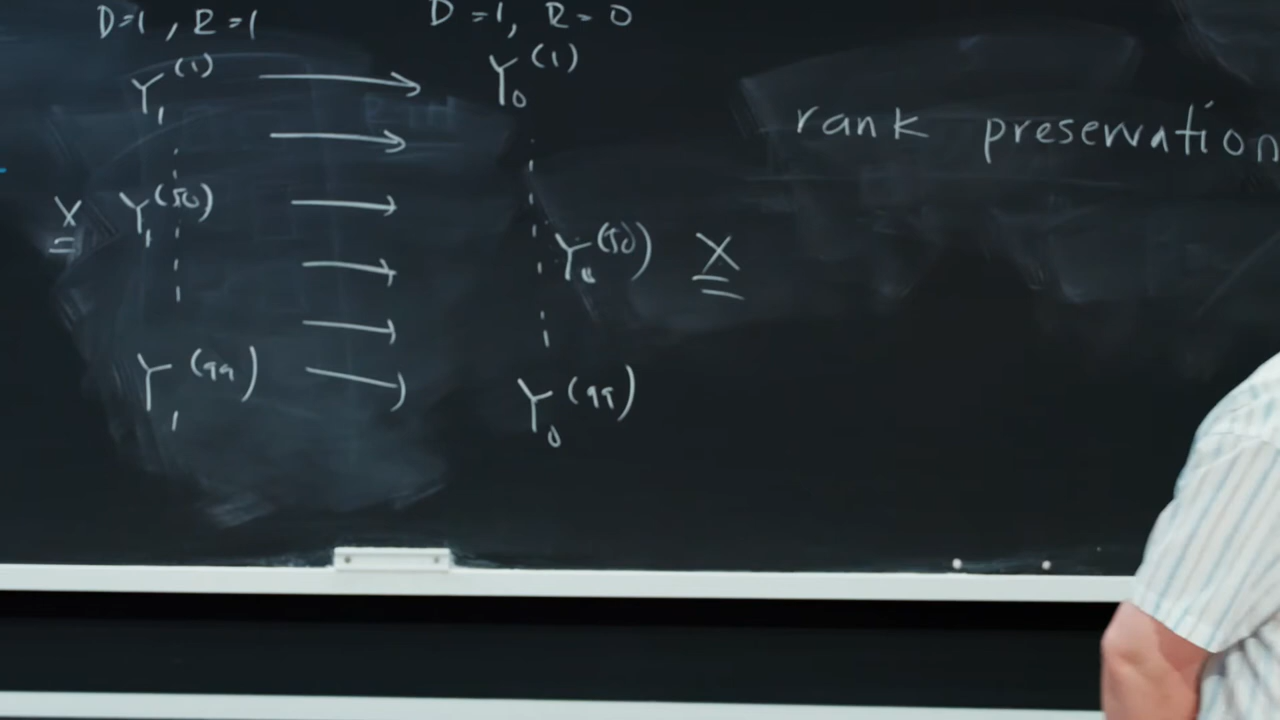 D=1, R=1
D=1, R=0
Y₁⁽¹⁾
Y₀⁽¹⁾
rank preservation
X Y₁⁽⁵⁰⁾
Y₀⁽⁵⁰⁾ X
Y₁⁽⁹⁹⁾
Y₀⁽⁹⁹⁾